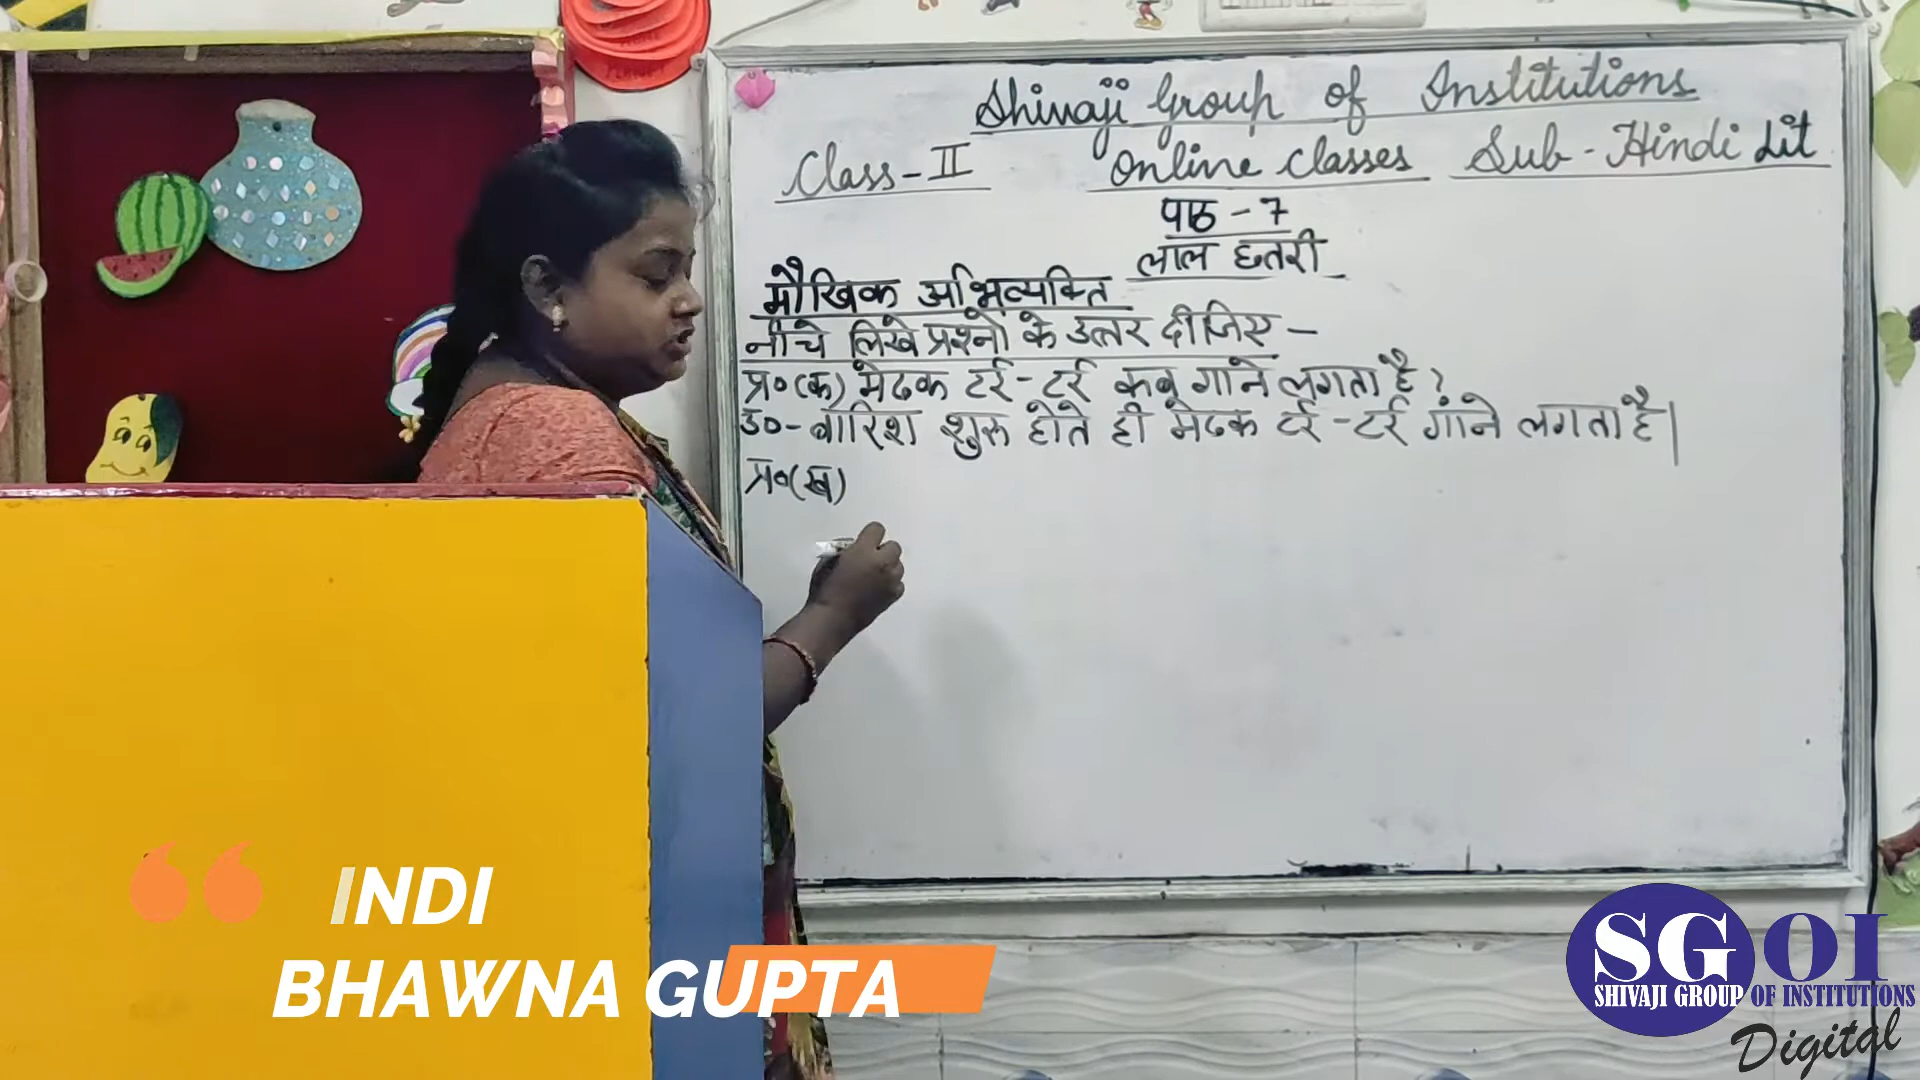 Shivaji Group of Institutions
Class-II Online Classes Sub-Hindi Lit
पाठ - 7
लाल छतरी
मौखिक अभिव्यक्ति
नीचे लिखे प्रश्नों के उत्तर दीजिए -
प्र०(क) मेढक टर्र-टर्र कब गाने लगता है?
उ०- बारिश शुरू होते ही मेढक टर्र-टर्र गाने लगता है।
प्र०(ख)
INDI
BHAWNA GUPTA
SGOI
SHIVAJI GROUP OF INSTITUTIONS
Digital